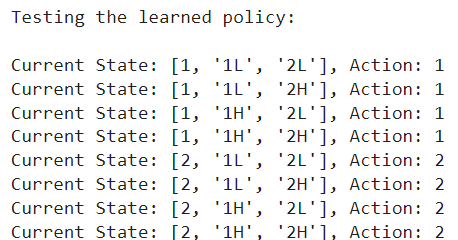 Testing the learned policy:
Current State: [1, '1L', '2L'], Action: 1
Current State: [1, '1L', '2H'], Action: 1
Current State: [1, '1H', '2L'], Action: 1
Current State: [1, '1H', '2H'], Action: 1
Current State: [2, '1L', '2L'], Action: 2
Current State: [2, '1L', '2H'], Action: 2
Current State: [2, '1H', '2L'], Action: 2
Current State: [2, '1H', '2H'], Action: 2